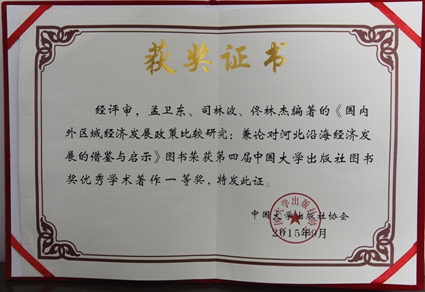 获奖证书
经评审，孟卫东、司林波、佟林杰编著的《国内
外区域经济发展政策比较研究：兼论对河北沿海经济发
展的借鉴与启示》图书荣获第四届中国大学出版社图书
奖优秀学术著作一等奖，特发此证。
中国大学出版社协会
2015年9月